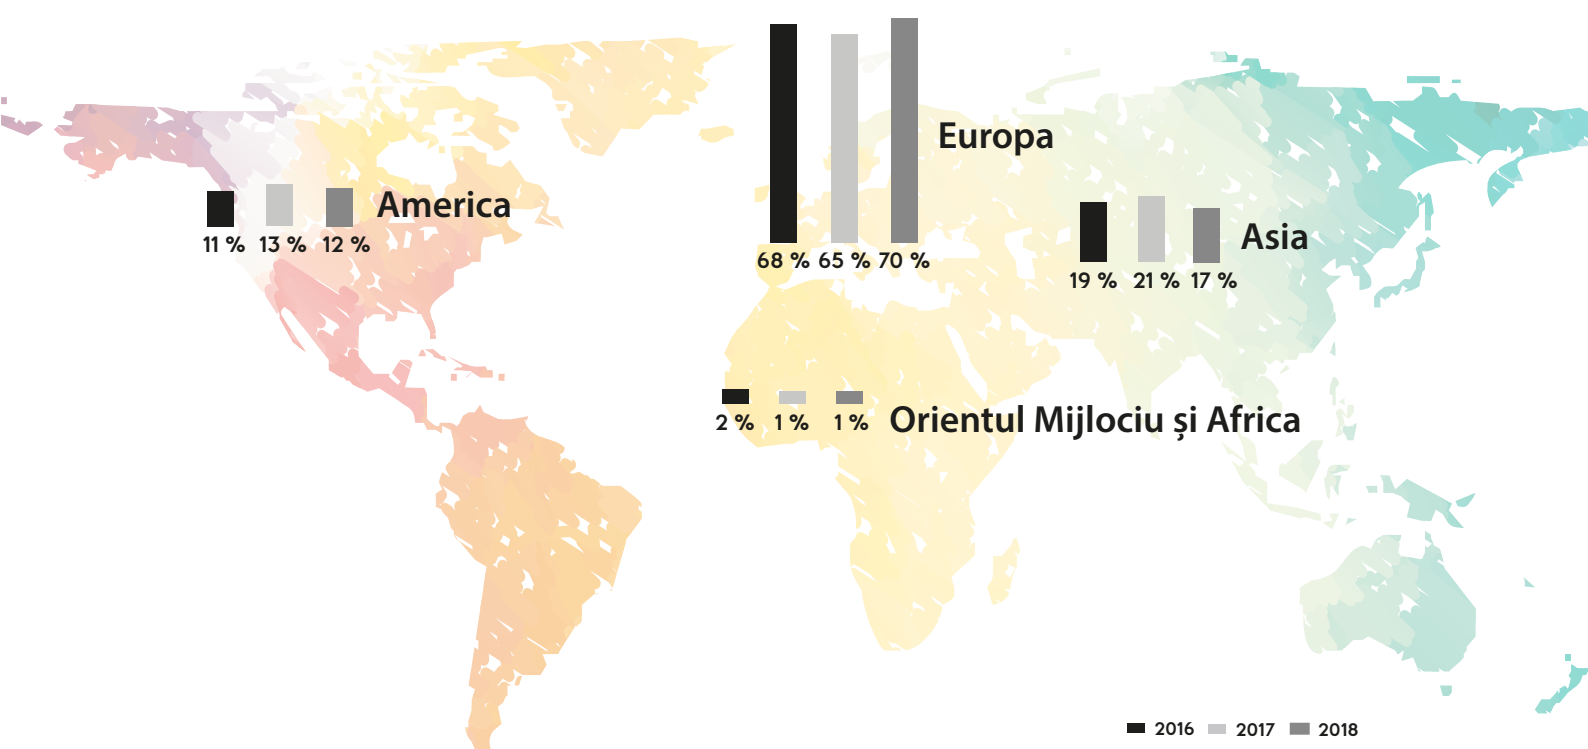 Europa
America
11 % 13 % 12 %
68 % 65 % 70 %
Asia
19 % 21 % 17 %
2 % 1 % 1 %
Orientul Mijlociu și Africa
2016 2017 2018